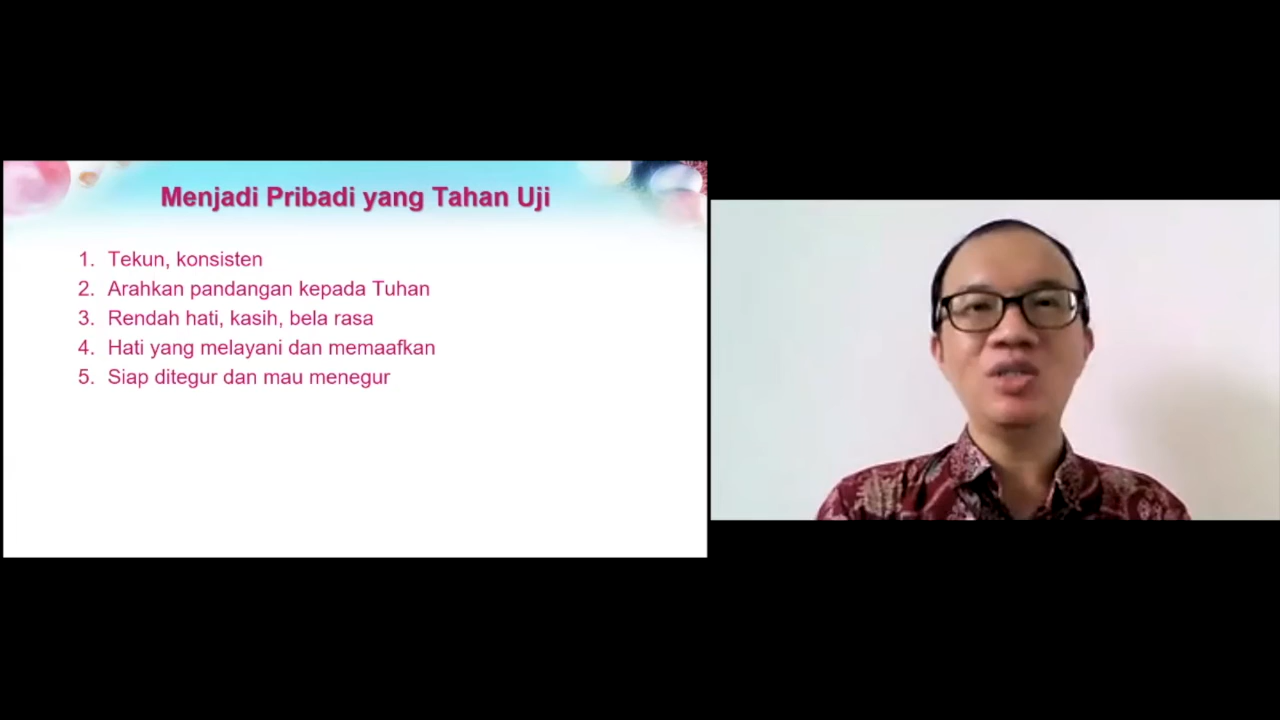 Menjadi Pribadi yang Tahan Uji
1. Tekun, konsisten
2. Arahkan pandangan kepada Tuhan
3. Rendah hati, kasih, bela rasa
4. Hati yang melayani dan memaafkan
5. Siap ditegur dan mau menegur